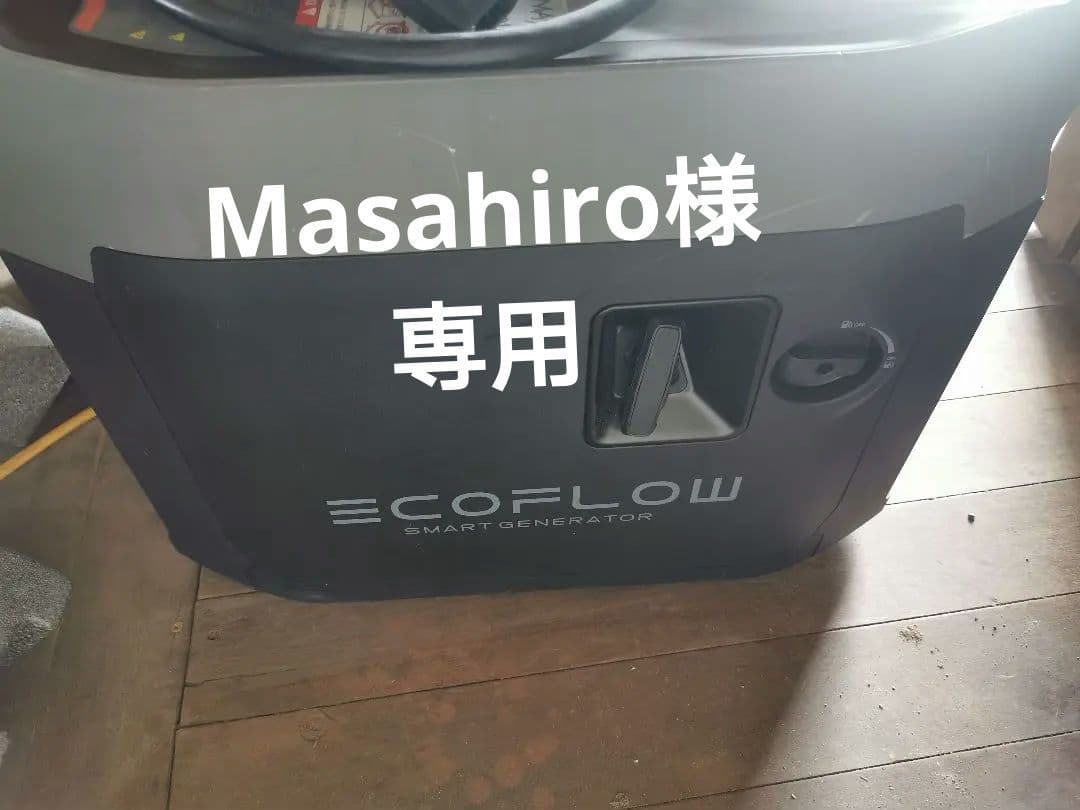 Masahiro様
専用
ECOFLOW
SMART GENERATOR